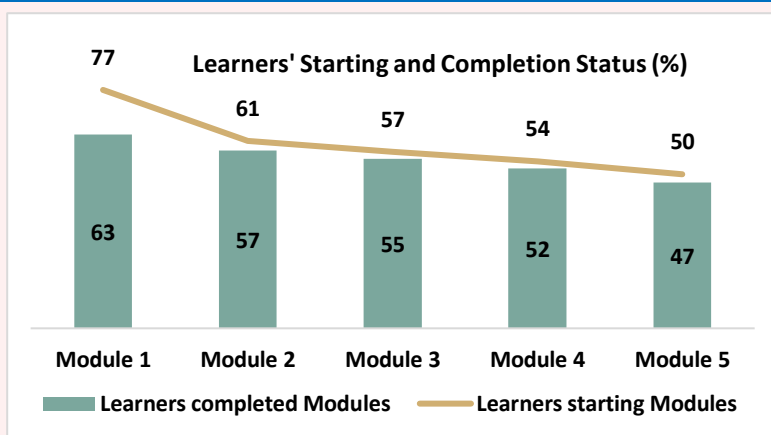 Learners' Starting and Completion Status (%)
77
61
57
54
50
63
57
55
52
47
Module 1
Module 2
Module 3
Module 4
Module 5
Learners completed Modules
Learners starting Modules